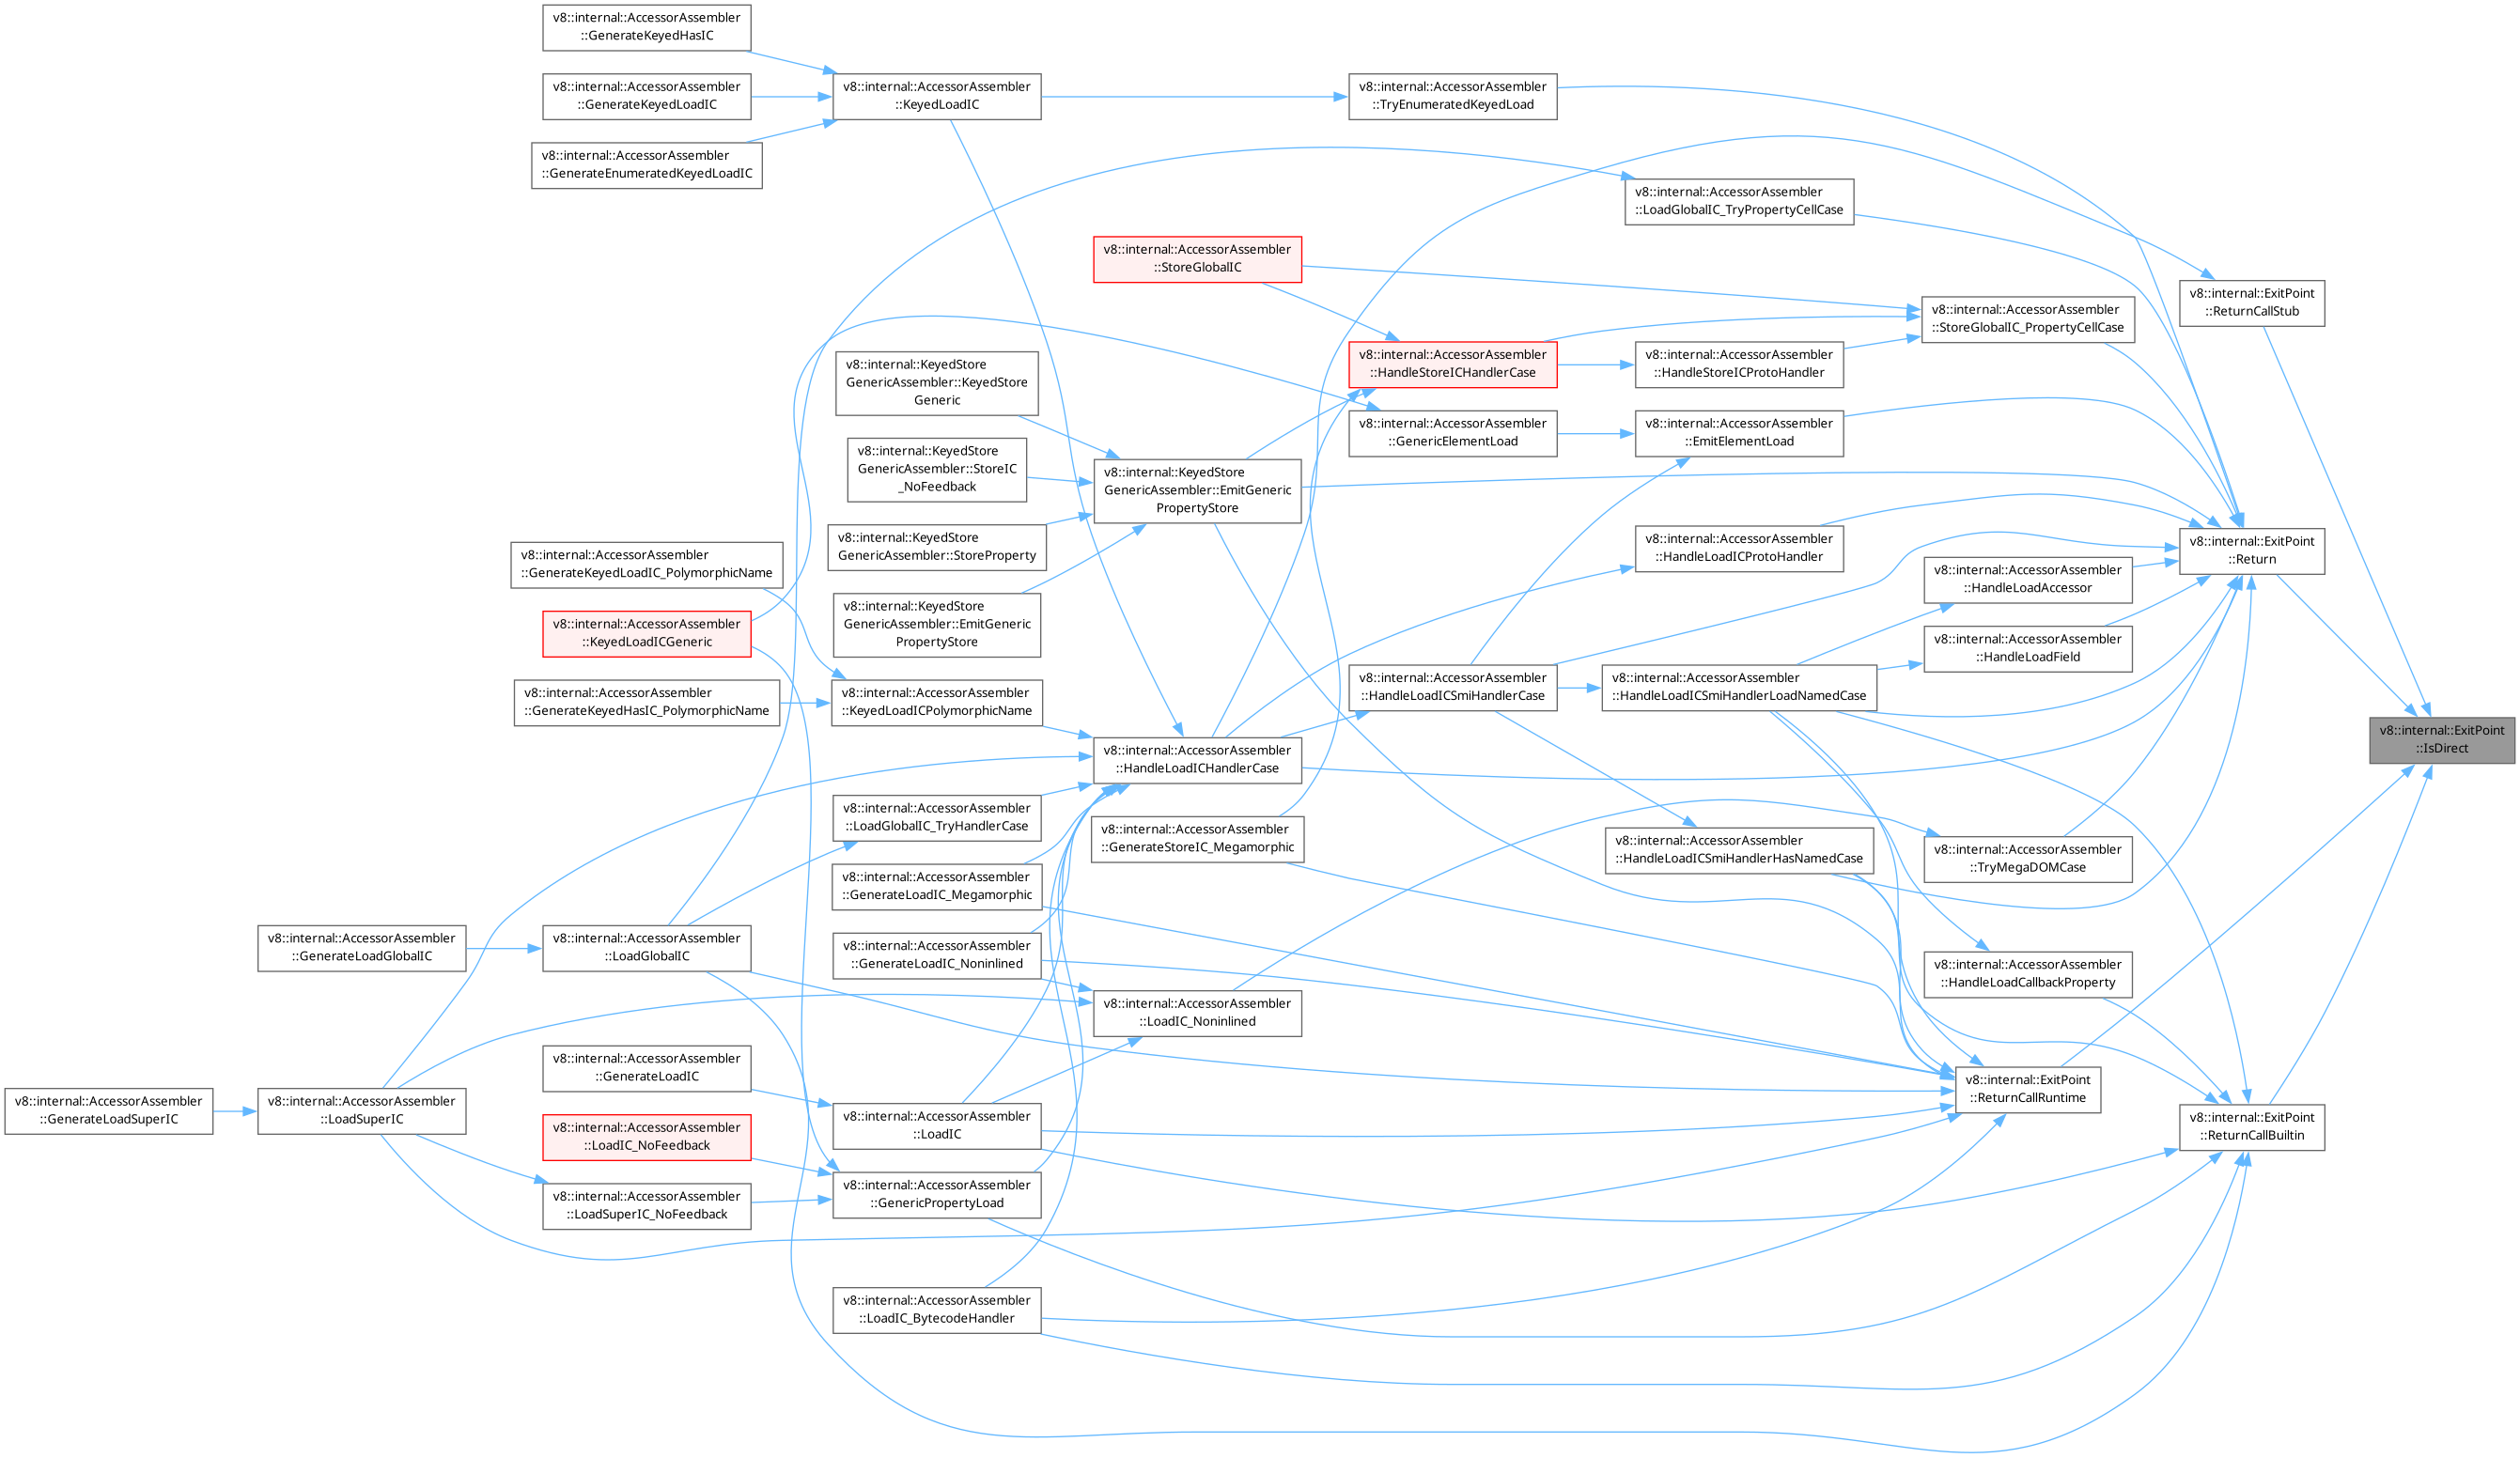 v8::internal::AccessorAssembler
::GenerateKeyedHasIC
v8::internal::AccessorAssembler
::GenerateKeyedLoadIC
v8::internal::AccessorAssembler
::GenerateEnumeratedKeyedLoadIC
v8::internal::AccessorAssembler
::KeyedLoadIC
v8::internal::AccessorAssembler
::TryEnumeratedKeyedLoad
v8::internal::AccessorAssembler
::LoadGlobalIC_TryPropertyCellCase
v8::internal::AccessorAssembler
::StoreGlobalIC
v8::internal::ExitPoint
::ReturnCallStub
v8::internal::AccessorAssembler
::StoreGlobalIC_PropertyCellCase
v8::internal::AccessorAssembler
::HandleStoreICHandlerCase
v8::internal::AccessorAssembler
::HandleStoreICProtoHandler
v8::internal::KeyedStore
GenericAssembler::KeyedStore
Generic
v8::internal::AccessorAssembler
::GenericElementLoad
v8::internal::AccessorAssembler
::EmitElementLoad
v8::internal::KeyedStore
GenericAssembler::StoreIC
_NoFeedback
v8::internal::KeyedStore
GenericAssembler::EmitGeneric
PropertyStore
v8::internal::KeyedStore
GenericAssembler::StoreProperty
v8::internal::AccessorAssembler
::HandleLoadICProtoHandler
v8::internal::ExitPoint
::Return
v8::internal::AccessorAssembler
::GenerateKeyedLoadIC_PolymorphicName
v8::internal::AccessorAssembler
::HandleLoadAccessor
v8::internal::AccessorAssembler
::KeyedLoadICGeneric
v8::internal::KeyedStore
GenericAssembler::EmitGeneric
PropertyStore
v8::internal::AccessorAssembler
::HandleLoadField
v8::internal::AccessorAssembler
::GenerateKeyedHasIC_PolymorphicName
v8::internal::AccessorAssembler
::KeyedLoadICPolymorphicName
v8::internal::AccessorAssembler
::HandleLoadICSmiHandlerCase
v8::internal::AccessorAssembler
::HandleLoadICSmiHandlerLoadNamedCase
v8::internal::ExitPoint
::IsDirect
v8::internal::AccessorAssembler
::HandleLoadICHandlerCase
v8::internal::AccessorAssembler
::LoadGlobalIC_TryHandlerCase
v8::internal::AccessorAssembler
::GenerateStoreIC_Megamorphic
v8::internal::AccessorAssembler
::HandleLoadICSmiHandlerHasNamedCase
v8::internal::AccessorAssembler
::TryMegaDOMCase
v8::internal::AccessorAssembler
::GenerateLoadIC_Megamorphic
v8::internal::AccessorAssembler
::GenerateLoadGlobalIC
v8::internal::AccessorAssembler
::LoadGlobalIC
v8::internal::AccessorAssembler
::GenerateLoadIC_Noninlined
v8::internal::AccessorAssembler
::HandleLoadCallbackProperty
v8::internal::AccessorAssembler
::LoadIC_Noninlined
v8::internal::AccessorAssembler
::GenerateLoadIC
v8::internal::ExitPoint
::ReturnCallRuntime
v8::internal::AccessorAssembler
::GenerateLoadSuperIC
v8::internal::AccessorAssembler
::LoadSuperIC
v8::internal::AccessorAssembler
::LoadIC
v8::internal::ExitPoint
::ReturnCallBuiltin
v8::internal::AccessorAssembler
::LoadIC_NoFeedback
v8::internal::AccessorAssembler
::GenericPropertyLoad
v8::internal::AccessorAssembler
::LoadSuperIC_NoFeedback
v8::internal::AccessorAssembler
::LoadIC_BytecodeHandler